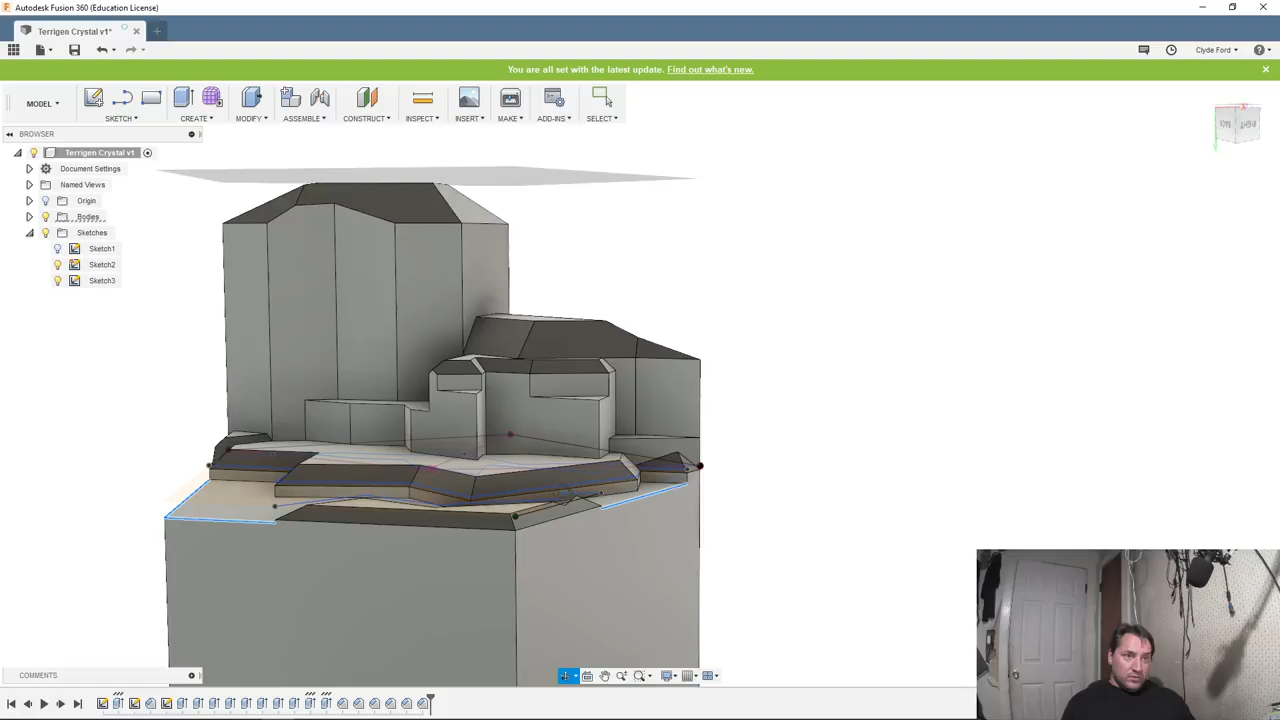 Autodesk Fusion 360 (Education License)
Terrigen Crystal v1*
Clyde Ford
You are all set with the latest update. Find out what's new.
MODEL
SKETCH
CREATE
MODIFY
ASSEMBLE
CONSTRUCT
INSPECT
INSERT
MAKE
ADD-INS
SELECT
BROWSER
Terrigen Crystal v1
Document Settings
Named Views
Origin
Bodies
Sketches
Sketch1
Sketch2
Sketch3
X
BACK
RIGHT
COMMENTS